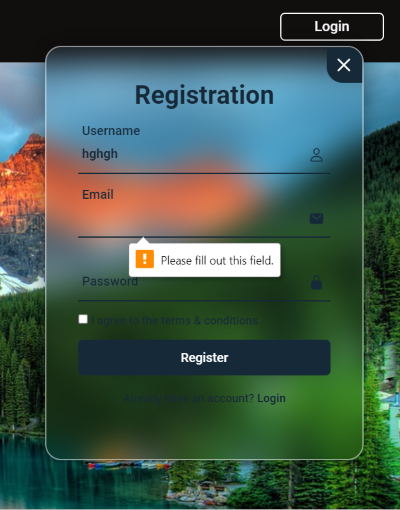 Login
Registration
Username
hghgh
Email
Please fill out this field.
Password
I agree to the terms & conditions
Register
Already have an account? Login